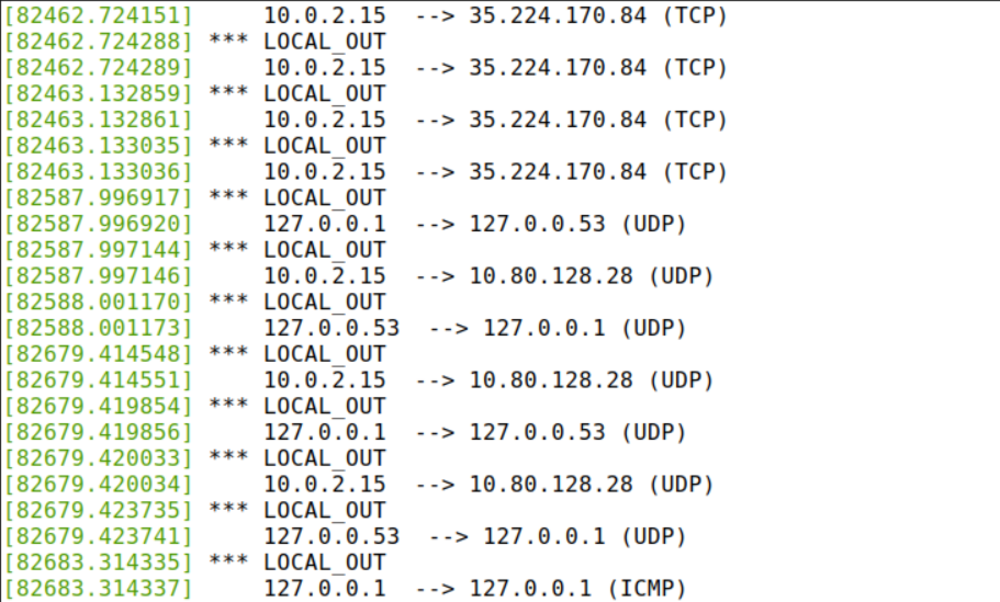 [82462.724151]     10.0.2.15  --> 35.224.170.84 (TCP)
[82462.724288] *** LOCAL_OUT
[82462.724289]     10.0.2.15  --> 35.224.170.84 (TCP)
[82463.132859] *** LOCAL_OUT
[82463.132861]     10.0.2.15  --> 35.224.170.84 (TCP)
[82463.133035] *** LOCAL_OUT
[82463.133036]     10.0.2.15  --> 35.224.170.84 (TCP)
[82587.996917] *** LOCAL_OUT
[82587.996920]     127.0.0.1  --> 127.0.0.53 (UDP)
[82587.997144] *** LOCAL_OUT
[82587.997146]     10.0.2.15  --> 10.80.128.28 (UDP)
[82588.001170] *** LOCAL_OUT
[82588.001173]     127.0.0.53  --> 127.0.0.1 (UDP)
[82679.414548] *** LOCAL_OUT
[82679.414551]     10.0.2.15  --> 10.80.128.28 (UDP)
[82679.419854] *** LOCAL_OUT
[82679.419856]     127.0.0.1  --> 127.0.0.53 (UDP)
[82679.420033] *** LOCAL_OUT
[82679.420034]     10.0.2.15  --> 10.80.128.28 (UDP)
[82679.423735] *** LOCAL_OUT
[82679.423741]     127.0.0.53  --> 127.0.0.1 (UDP)
[82683.314335] *** LOCAL_OUT
[82683.314337]     127.0.0.1  --> 127.0.0.1 (ICMP)